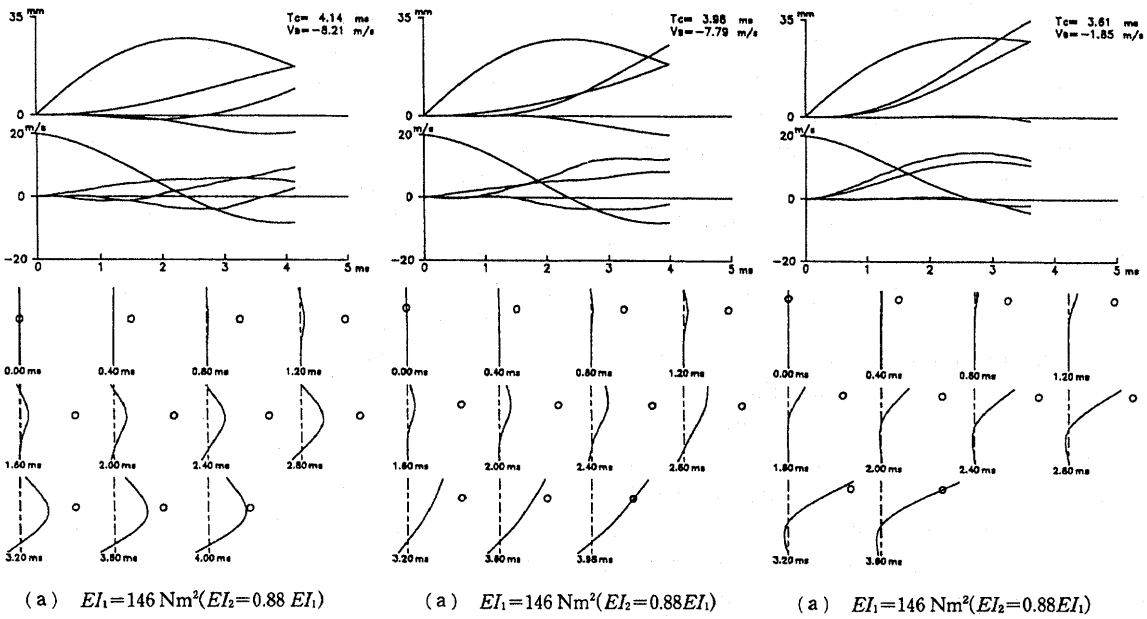 35 mm
Tc= 4.14 ms
VB=-8.21 m/s
0
m/s
20
0
-20
0 1 2 3 4 5 ms
0.00 ms 0.40 ms 0.80 ms 1.20 ms
1.60 ms 2.00 ms 2.40 ms 2.80 ms
3.20 ms 3.60 ms 4.00 ms
(a) EI₁=146 Nm²(EI₂=0.88 EI₁)
35 mm
Tc= 3.98 ms
VB=-7.79 m/s
0
m/s
20
0
-20
0 1 2 3 4 5 ms
0.00 ms 0.40 ms 0.80 ms 1.20 ms
1.60 ms 2.00 ms 2.40 ms 2.80 ms
3.20 ms 3.60 ms 3.98 ms
(a) EI₁=146 Nm²(EI₂=0.88EI₁)
35 mm
Tc= 3.61 ms
VB=-1.85 m/s
0
m/s
20
0
-20
0 1 2 3 4 5 ms
0.00 ms 0.40 ms 0.80 ms 1.20 ms
1.60 ms 2.00 ms 2.40 ms 2.80 ms
3.20 ms 3.60 ms
(a) EI₁=146 Nm²(EI₂=0.88EI₁)